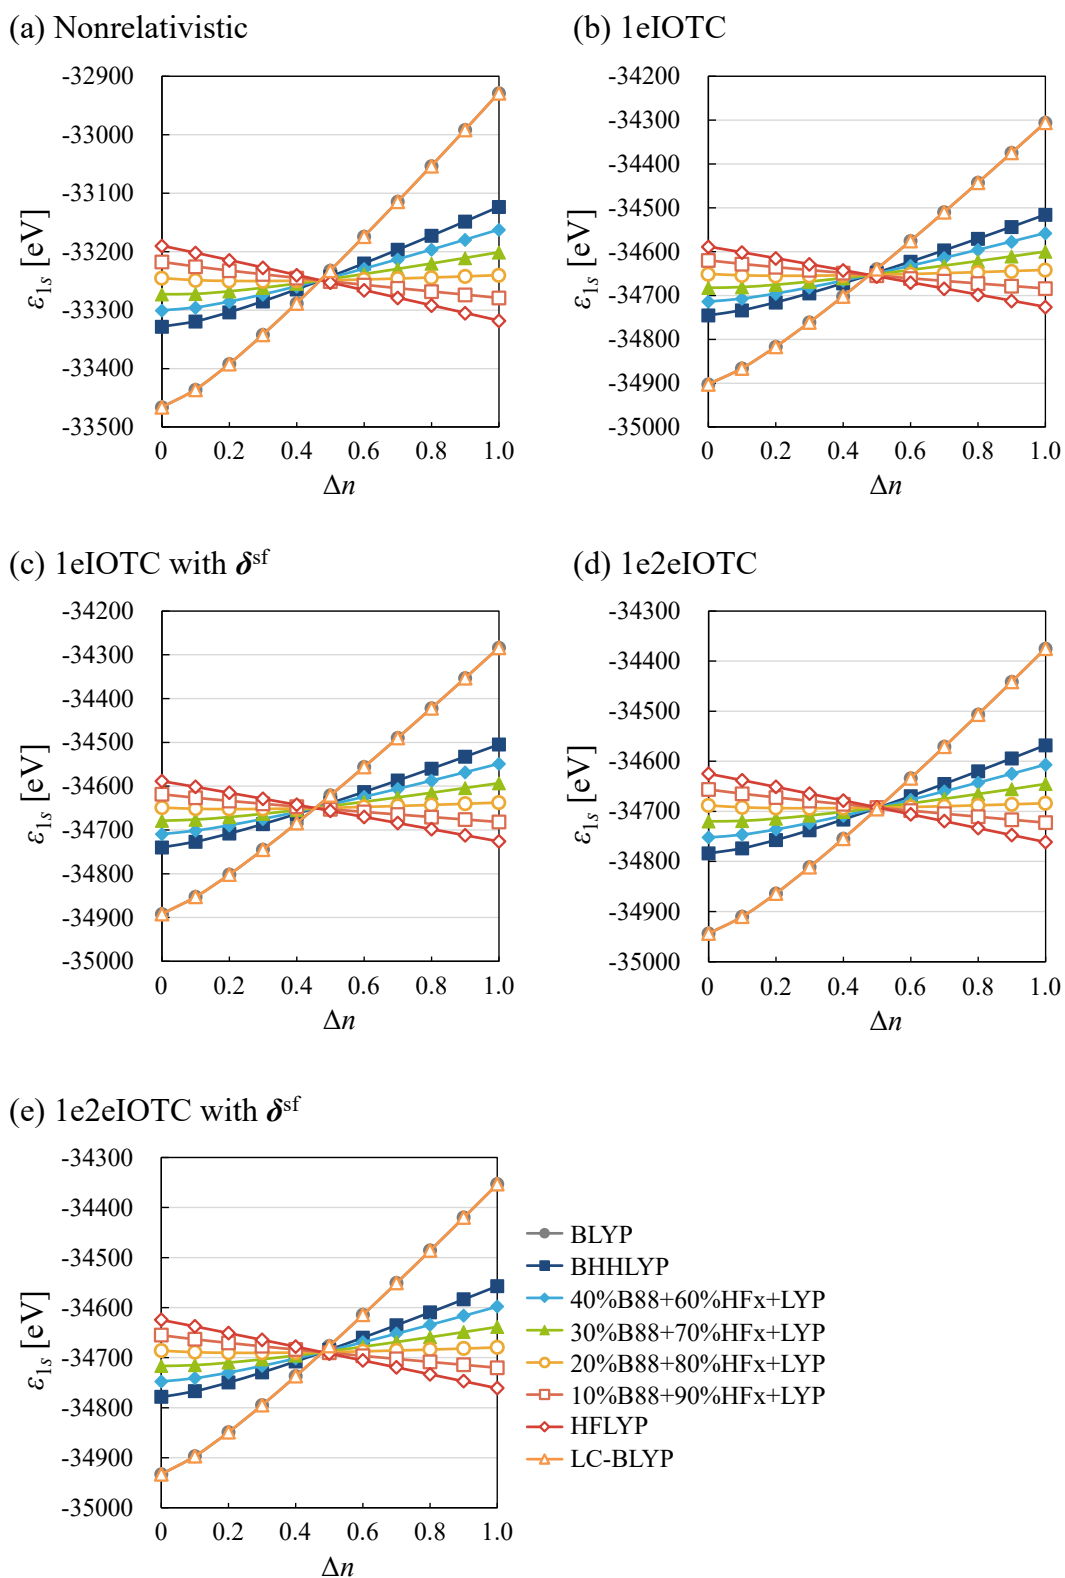 (a) Nonrelativistic
-32900
-33000
-33100
-33200
-33300
-33400
-33500
ε1s [eV]
0 0.2 0.4 0.6 0.8 1.0
Δn
(b) 1eIOTC
-34200
-34300
-34400
-34500
-34600
-34700
-34800
-34900
-35000
ε1s [eV]
0 0.2 0.4 0.6 0.8 1.0
Δn
(c) 1eIOTC with δsf
-34200
-34300
-34400
-34500
-34600
-34700
-34800
-34900
-35000
ε1s [eV]
0 0.2 0.4 0.6 0.8 1.0
Δn
(d) 1e2eIOTC
-34300
-34400
-34500
-34600
-34700
-34800
-34900
-35000
ε1s [eV]
0 0.2 0.4 0.6 0.8 1.0
Δn
(e) 1e2eIOTC with δsf
-34300
-34400
-34500
-34600
-34700
-34800
-34900
-35000
ε1s [eV]
0 0.2 0.4 0.6 0.8 1.0
Δn
BLYP
BHHLYP
40%B88+60%HFx+LYP
30%B88+70%HFx+LYP
20%B88+80%HFx+LYP
10%B88+90%HFx+LYP
HFLYP
LC-BLYP